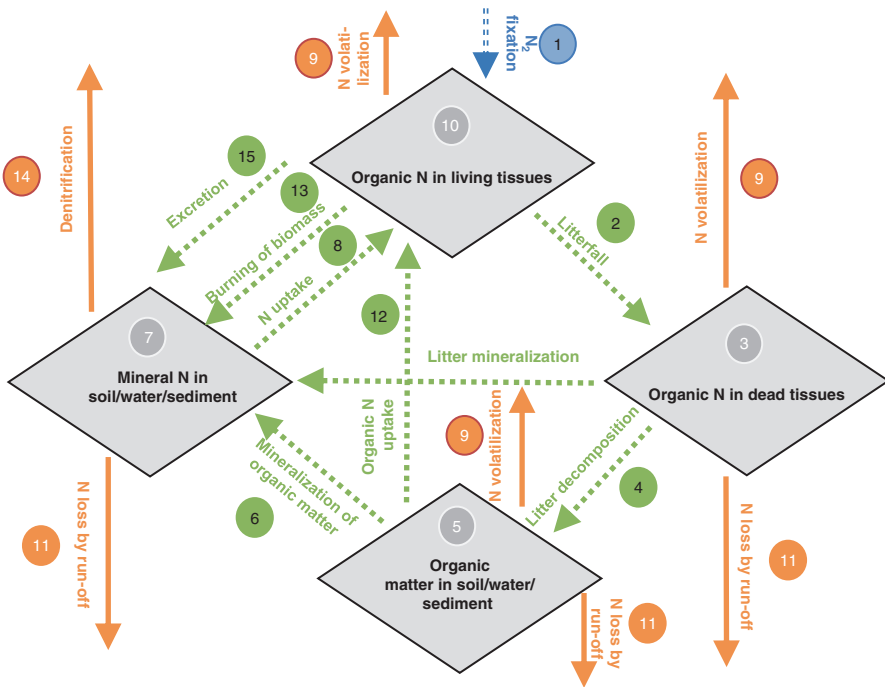 9
N volati-
lization
N2
fixation
1
10
Organic N in living tissues
14
Denitrification
15
Excretion
13
Burning of biomass
8
N uptake
2
Litterfall
N volatilization
9
12
7
Mineral N in
soil/water/sediment
Litter mineralization
3
Organic N in dead tissues
Organic N
uptake
9
N volatilization
Litter decomposition
4
Mineralization of
organic matter
6
5
Organic
matter in soil/water/
sediment
11
N loss by run-off
N loss by
run-off
11
N loss by run-off
11